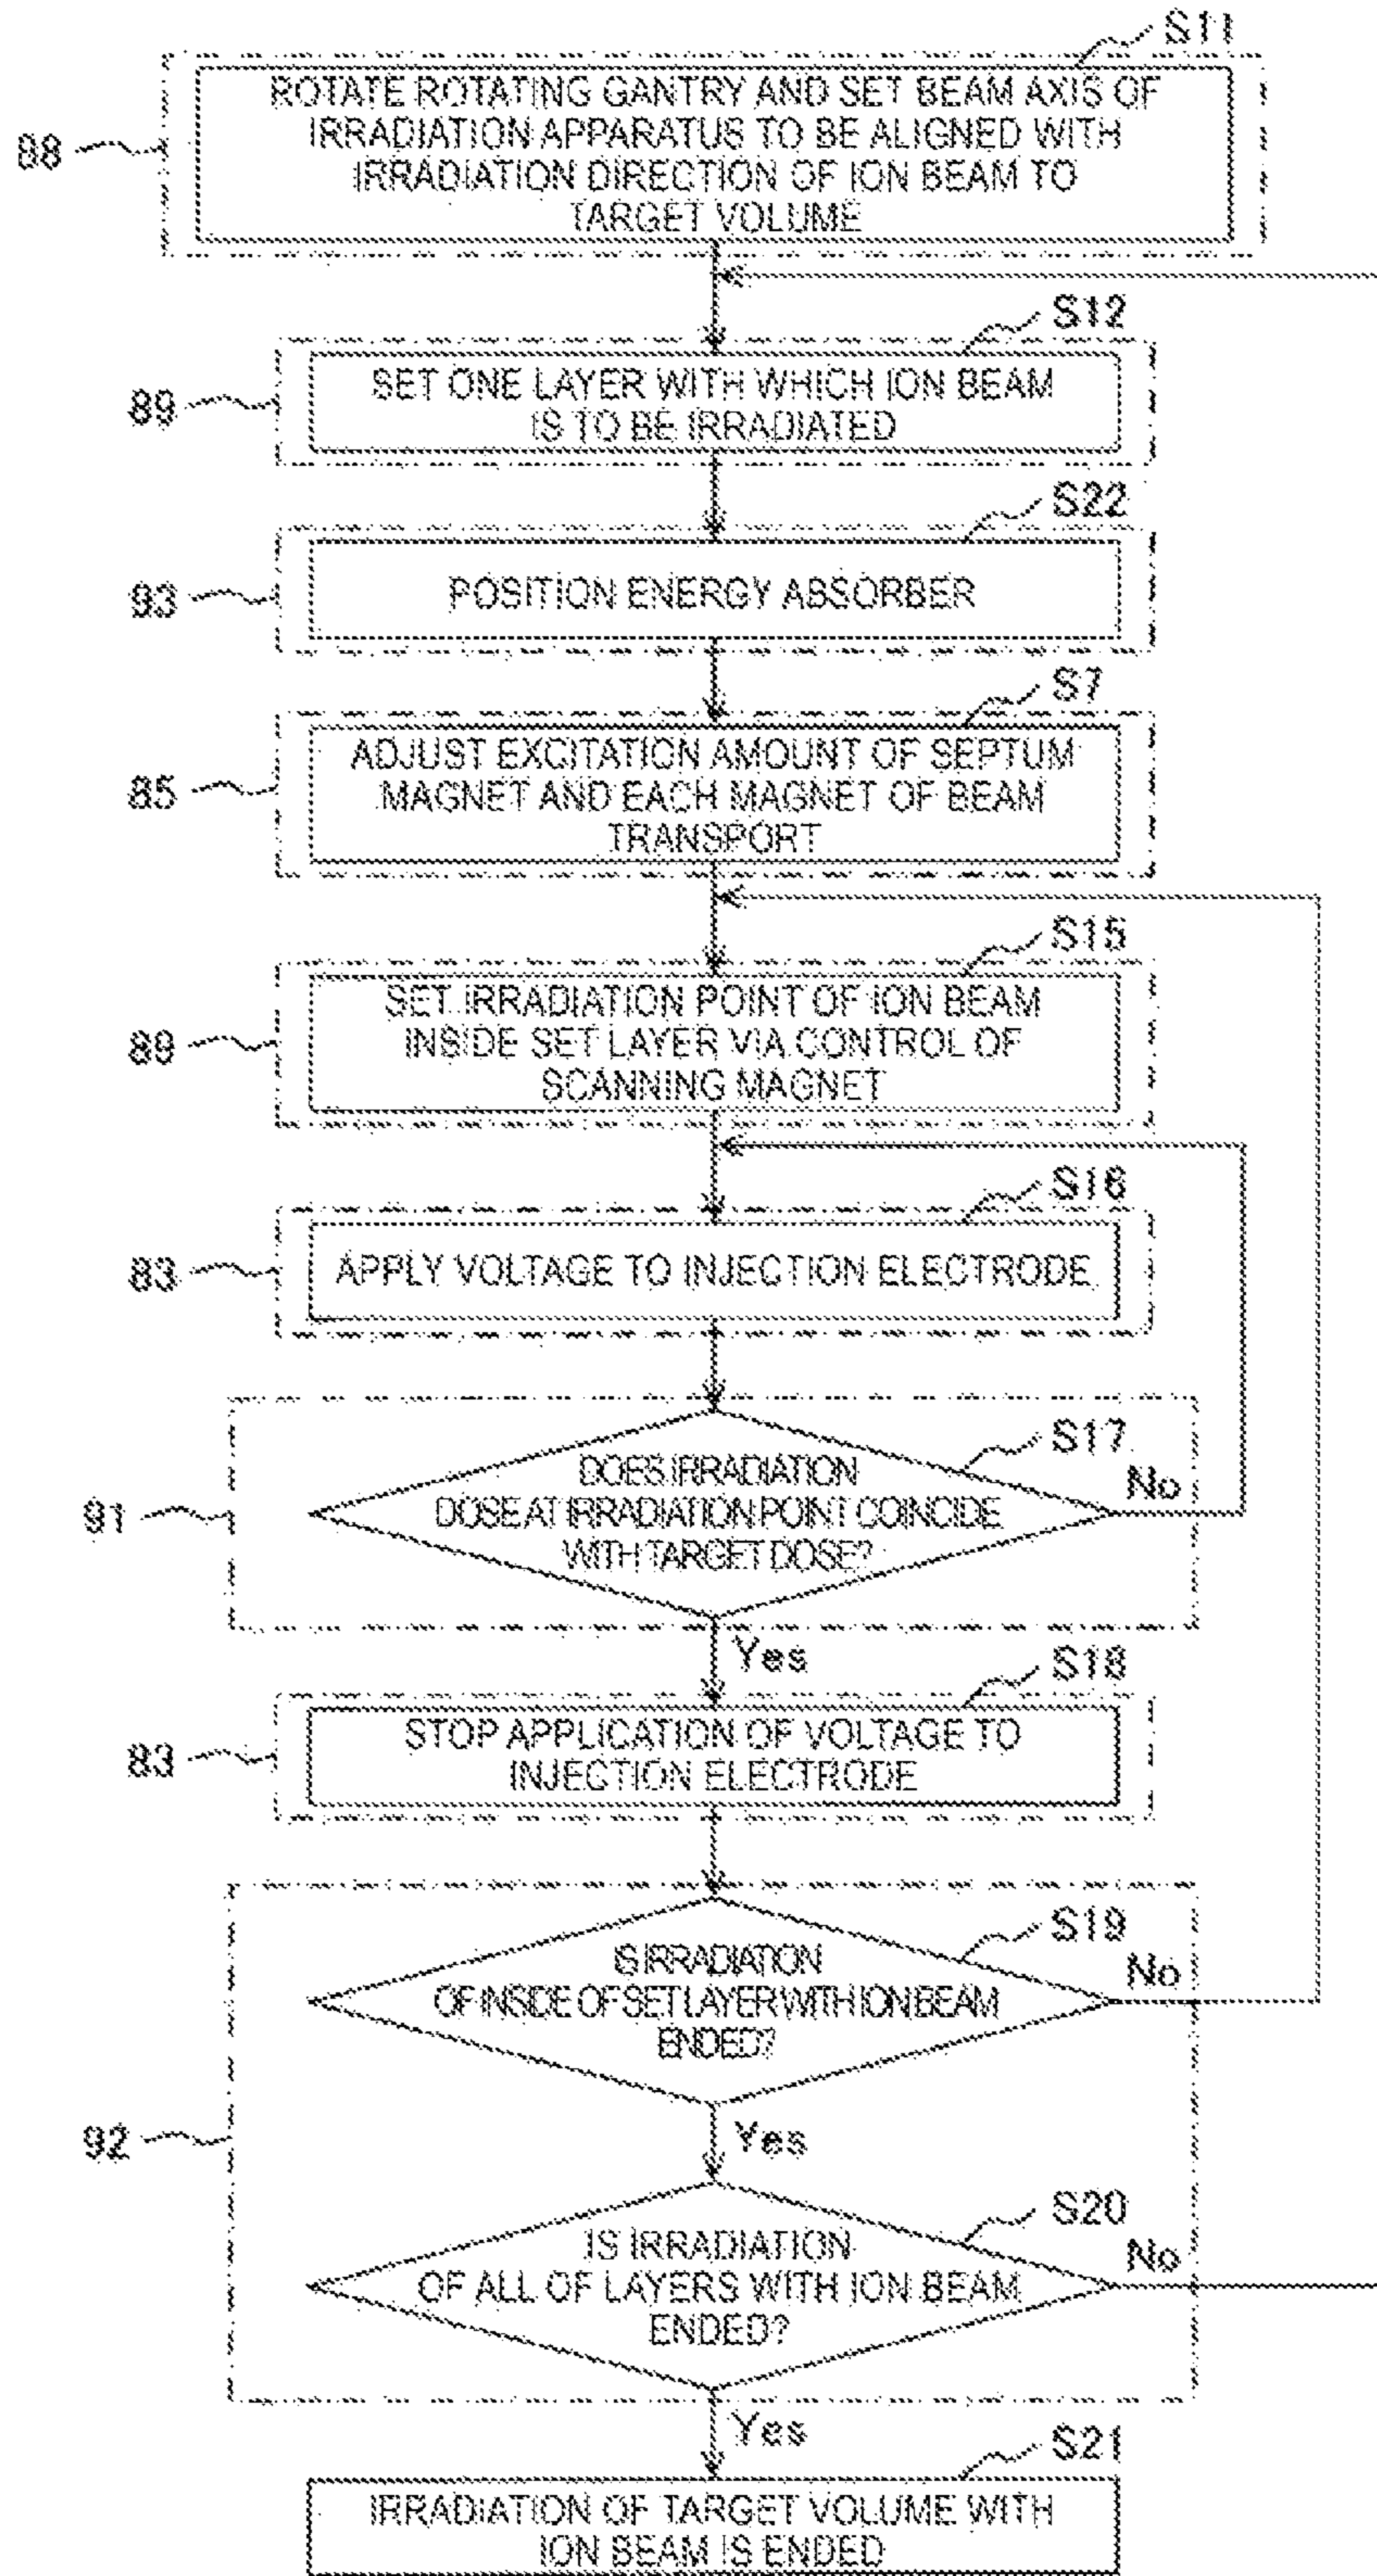 S11
ROTATE ROTATING GANTRY AND SET BEAM AXIS OF
IRRADIATION APPARATUS TO BE ALIGNED WITH
IRRADIATION DIRECTION OF ION BEAM TO
TARGET VOLUME
88
S12
SET ONE LAYER WITH WHICH ION BEAM
IS TO BE IRRADIATED
89
S22
POSITION ENERGY ABSORBER
93
S7
ADJUST EXCITATION AMOUNT OF SEPTUM
MAGNET AND EACH MAGNET OF BEAM
TRANSPORT
85
S15
SET IRRADIATION POINT OF ION BEAM
INSIDE SET LAYER VIA CONTROL OF
SCANNING MAGNET
89
S16
APPLY VOLTAGE TO INJECTION ELECTRODE
83
S17
DOES IRRADIATION
DOSE AT IRRADIATION POINT COINCIDE
WITH TARGET DOSE?
No
91
Yes
S18
STOP APPLICATION OF VOLTAGE TO
INJECTION ELECTRODE
83
S19
IS IRRADIATION
OF INSIDE OF SET LAYER WITH ION BEAM
ENDED?
No
92
Yes
S20
IS IRRADIATION
OF ALL OF LAYERS WITH ION BEAM
ENDED?
No
Yes
S21
IRRADIATION OF TARGET VOLUME WITH
ION BEAM IS ENDED